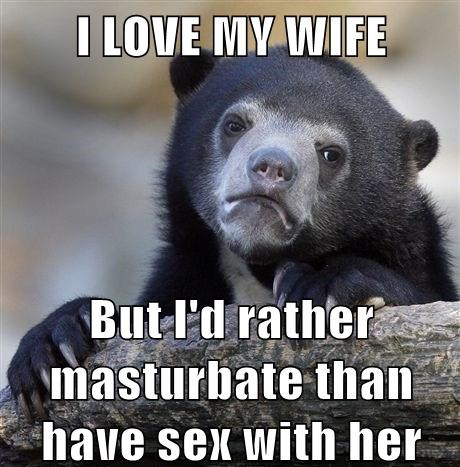 I LOVE MY WIFE
But I'd rather
masturbate than
have sex with her